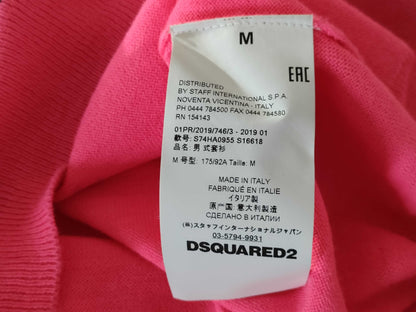 M
EAC
DISTRIBUTED
BY STAFF INTERNATIONAL S.P.A.
NOVENTA VICENTINA - ITALY
PH 0444 784500 FAX 0444 784580
RN 154143
01PR/2019/746/3 - 2019 01
款号: S74HA0955 S16618
品名: 男 式套衫
M 号型: 175/92A Taille: M
MADE IN ITALY
FABRIQUÉ EN ITALIE
イタリア製
原产国: 意大利製造
СДЕЛАНО В ИТАЛИИ
(株)スタッフインターナショナルジャパン
03-5794-9931
DSQUARED2